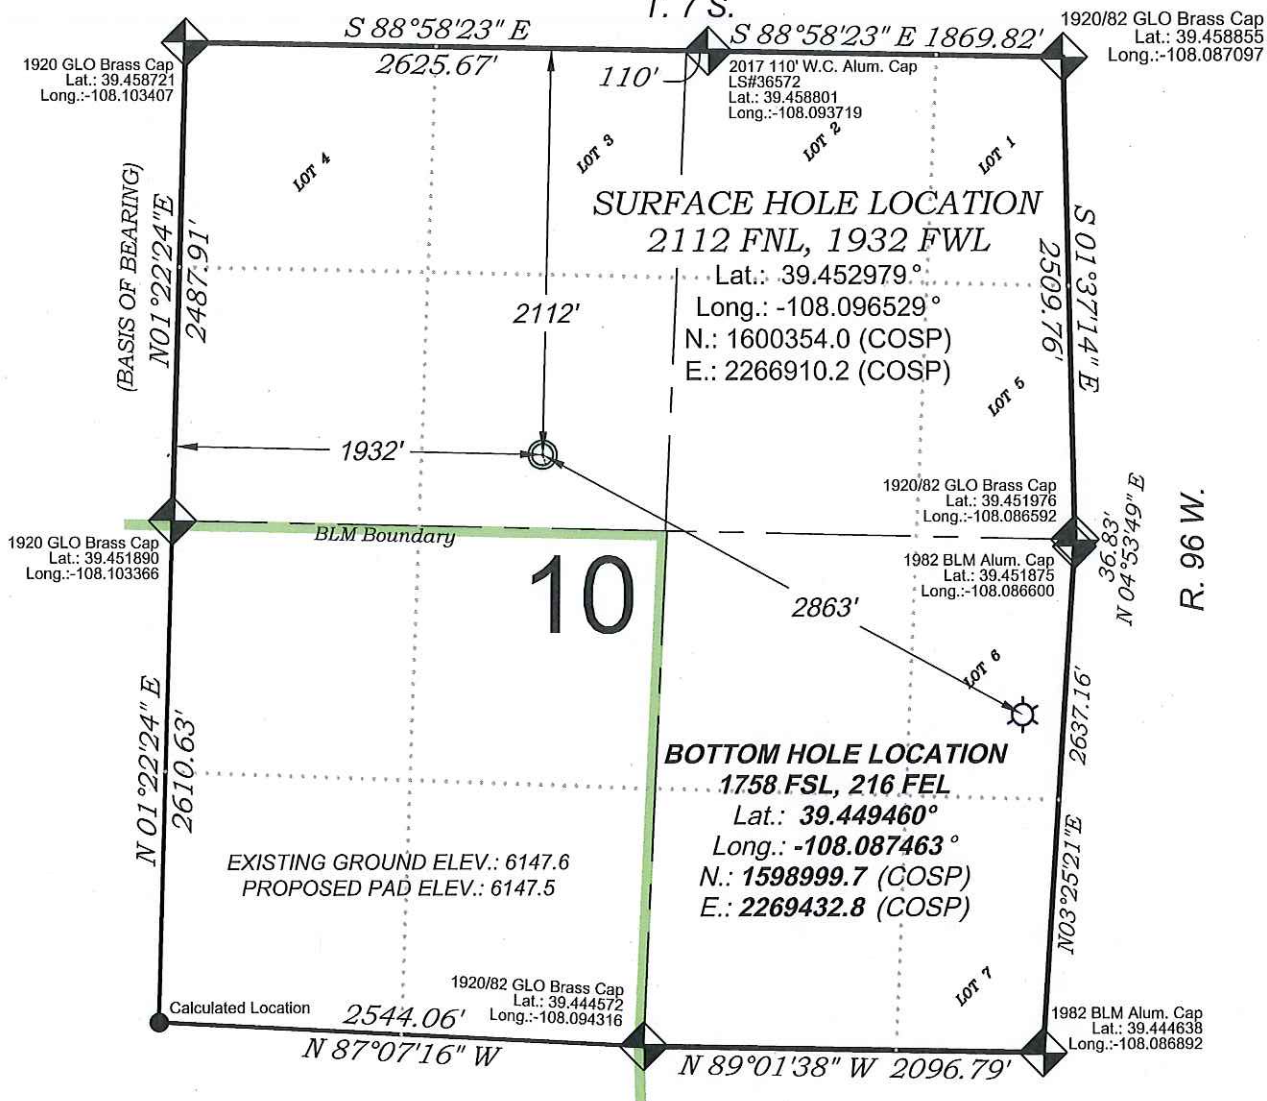 T. 7 S.
S 88°58'23" E
2625.67'
110'
S 88°58'23" E 1869.82'
1920/82 GLO Brass Cap
Lat.: 39.458855
Long.:-108.087097
1920 GLO Brass Cap
Lat.: 39.458721
Long.:-108.103407
2017 110' W.C. Alum. Cap
LS#36572
Lat.: 39.458801
Long.:-108.093719
LOT 4
LOT 3
LOT 2
LOT 1
(BASIS OF BEARING)
N01°22'24"E
2487.91'
SURFACE HOLE LOCATION
2112 FNL, 1932 FWL
Lat.: 39.452979°
Long.: -108.096529°
N.: 1600354.0 (COSP)
E.: 2266910.2 (COSP)
2112'
S 01°37'14" E
2509.76'
LOT 5
1932'
1920/82 GLO Brass Cap
Lat.: 39.451976
Long.:-108.086592
1920 GLO Brass Cap
Lat.: 39.451890
Long.:-108.103366
BLM Boundary
10
1982 BLM Alum. Cap
Lat.: 39.451875
Long.:-108.086600
36.83'
N 04°53'49" E
R. 96 W.
2863'
LOT 6
N 01°22'24" E
2610.63'
2637.16'
N03°25'21"E
BOTTOM HOLE LOCATION
1758 FSL, 216 FEL
Lat.: 39.449460°
Long.: -108.087463°
N.: 1598999.7 (COSP)
E.: 2269432.8 (COSP)
EXISTING GROUND ELEV.: 6147.6
PROPOSED PAD ELEV.: 6147.5
LOT 7
Calculated Location
2544.06'
N 87°07'16" W
1920/82 GLO Brass Cap
Lat.: 39.444572
Long.:-108.094316
N 89°01'38" W 2096.79'
1982 BLM Alum. Cap
Lat.: 39.444638
Long.:-108.086892